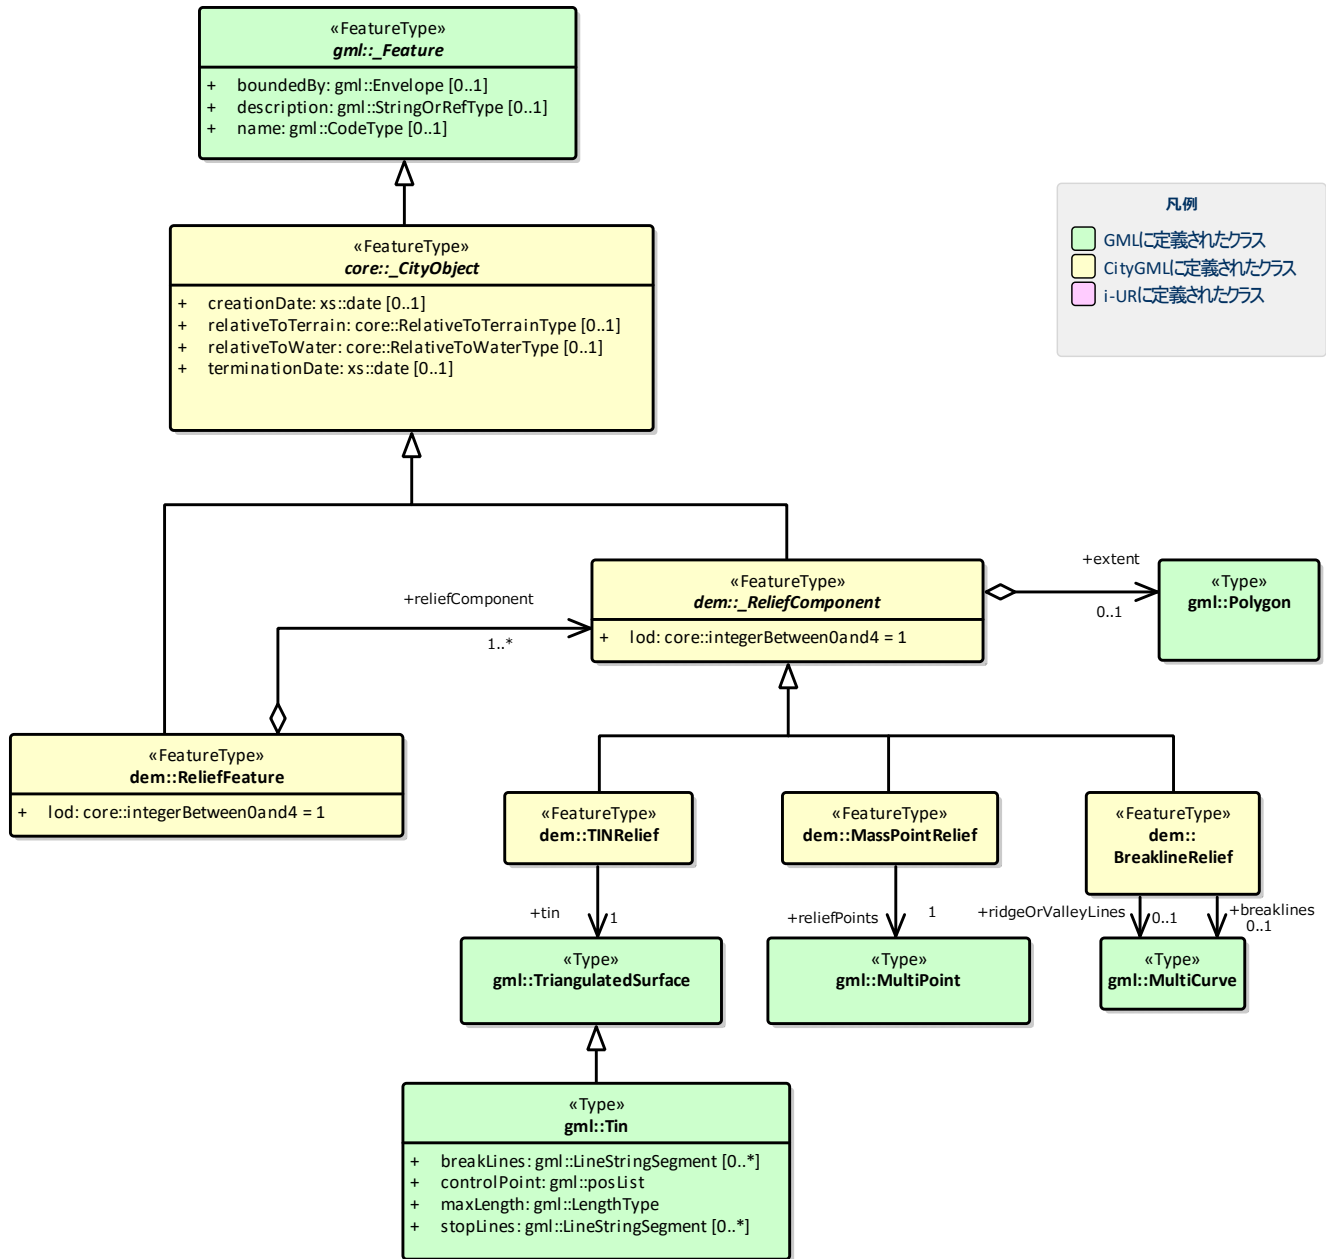 «FeatureType»
gml::_Feature
+ boundedBy: gml::Envelope [0..1]
+ description: gml::StringOrRefType [0..1]
+ name: gml::CodeType [0..1]
凡例
GMLに定義されたクラス
CityGMLに定義されたクラス
i-URに定義されたクラス
«FeatureType»
core::_CityObject
+ creationDate: xs::date [0..1]
+ relativeToTerrain: core::RelativeToTerrainType [0..1]
+ relativeToWater: core::RelativeToWaterType [0..1]
+ terminationDate: xs::date [0..1]
+reliefComponent
1..*
«FeatureType»
dem::_ReliefComponent
+ lod: core::integerBetween0and4 = 1
+extent
0..1
«Type»
gml::Polygon
«FeatureType»
dem::ReliefFeature
+ lod: core::integerBetween0and4 = 1
«FeatureType»
dem::TINRelief
«FeatureType»
dem::MassPointRelief
«FeatureType»
dem::
BreaklineRelief
+tin
1
+reliefPoints
1
+ridgeOrValleyLines
0..1
+breaklines
0..1
«Type»
gml::TriangulatedSurface
«Type»
gml::MultiPoint
«Type»
gml::MultiCurve
«Type»
gml::Tin
+ breakLines: gml::LineStringSegment [0..*]
+ controlPoint: gml::posList
+ maxLength: gml::LengthType
+ stopLines: gml::LineStringSegment [0..*]